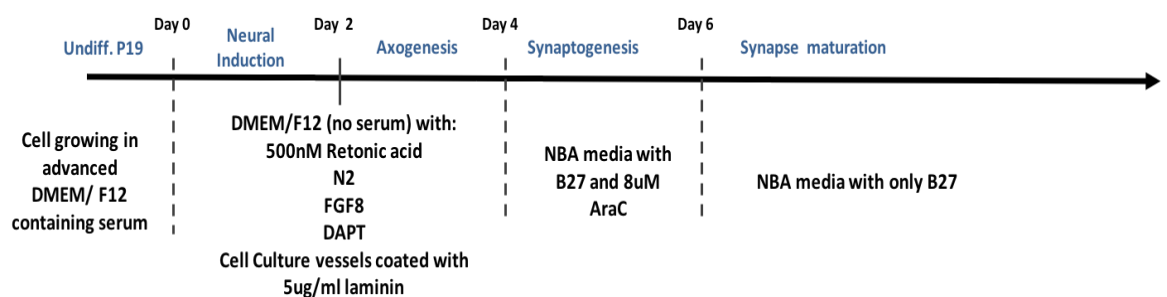 Day 0
Day 2
Day 4
Day 6
Undiff. P19
Neural
Induction
Axogenesis
Synaptogenesis
Synapse maturation
Cell growing in
advanced
DMEM/ F12
containing serum
DMEM/F12 (no serum) with:
500nM Retonic acid
N2
FGF8
DAPT
Cell Culture vessels coated with
5ug/ml laminin
NBA media with
B27 and 8uM
AraC
NBA media with only B27